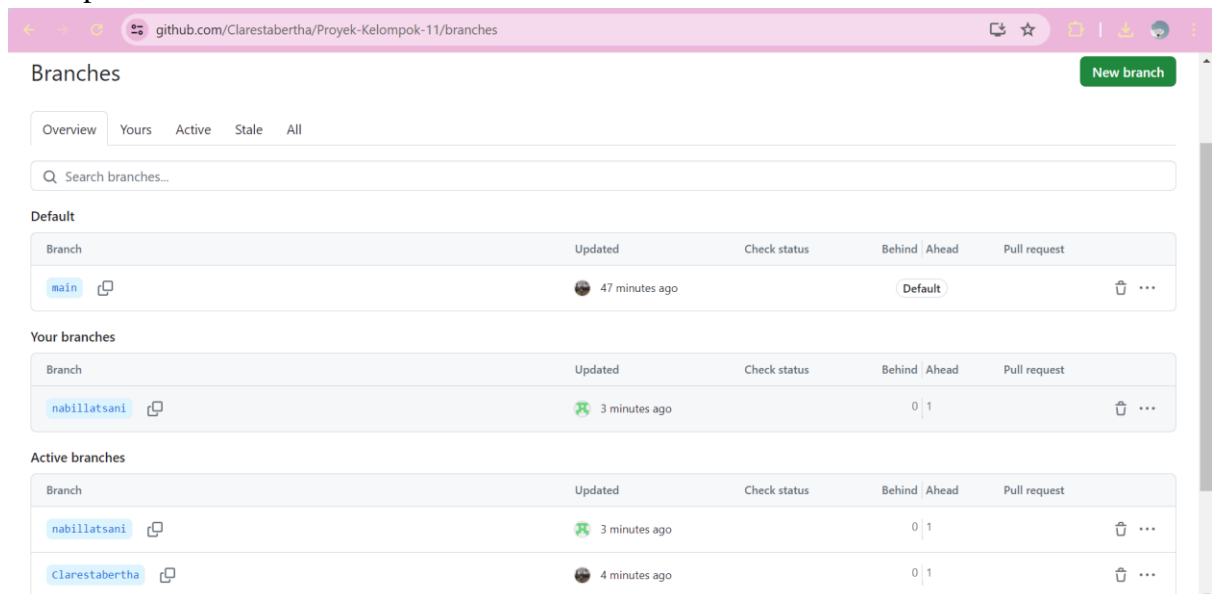 github.com/Clarestabertha/Proyek-Kelompok-11/branches
Branches
New branch
Overview Yours Active Stale All
Search branches...
Default
Branch Updated Check status Behind Ahead Pull request
main 47 minutes ago Default
Your branches
Branch Updated Check status Behind Ahead Pull request
nabillatsani 3 minutes ago 0 1
Active branches
Branch Updated Check status Behind Ahead Pull request
nabillatsani 3 minutes ago 0 1
Clarestabertha 4 minutes ago 0 1